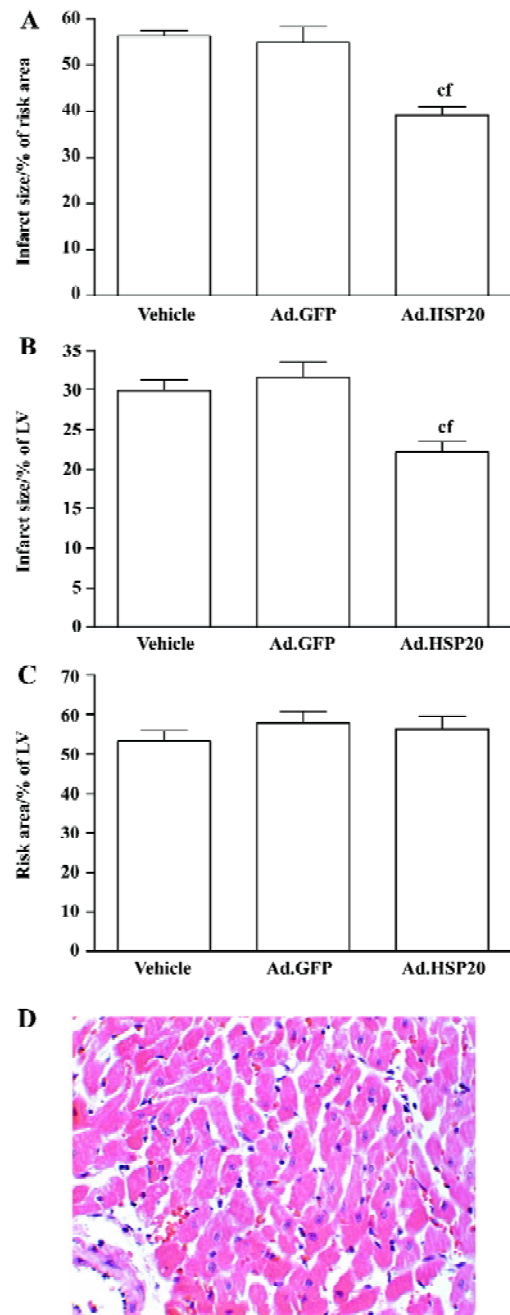 A
Infarct size/% of risk area
60
50
40
30
20
10
0
cf
Vehicle Ad.GFP Ad.HSP20
B
Infarct size/% of LV
35
30
25
20
15
10
5
0
cf
Vehicle Ad.GFP Ad.HSP20
C
Risk area/% of LV
70
60
50
40
30
20
10
0
Vehicle Ad.GFP Ad.HSP20
D